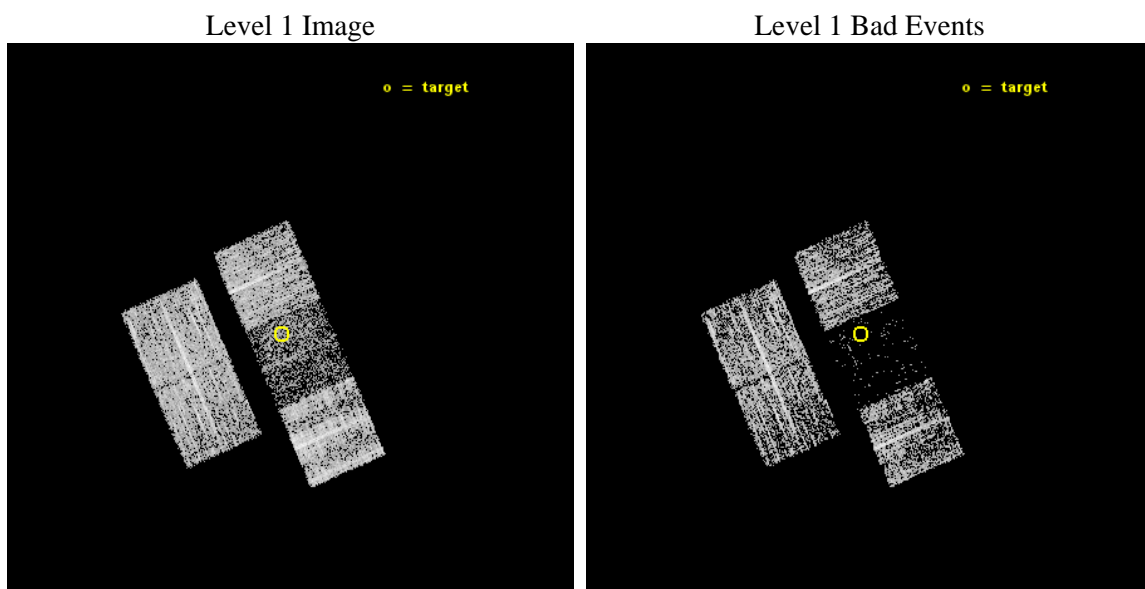 Level 1 Image
Level 1 Bad Events
o = target
o = target